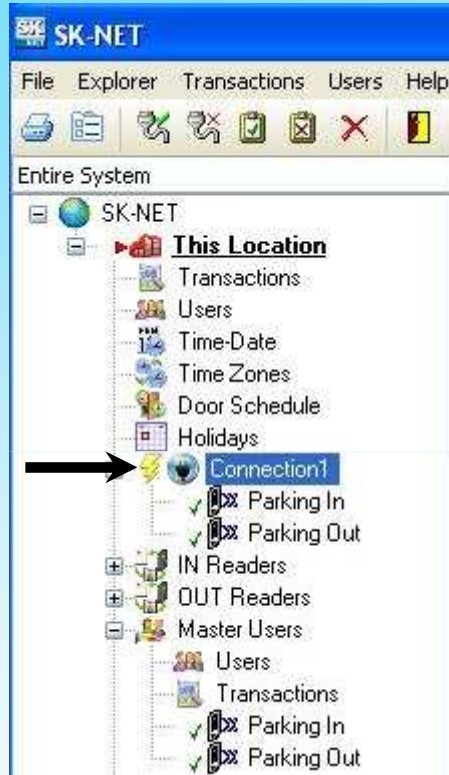 SK-NET
File Explorer Transactions Users Help
Entire System
SK-NET
This Location
Transactions
Users
Time-Date
Time Zones
Door Schedule
Holidays
Connection1
Parking In
Parking Out
IN Readers
OUT Readers
Master Users
Users
Transactions
Parking In
Parking Out